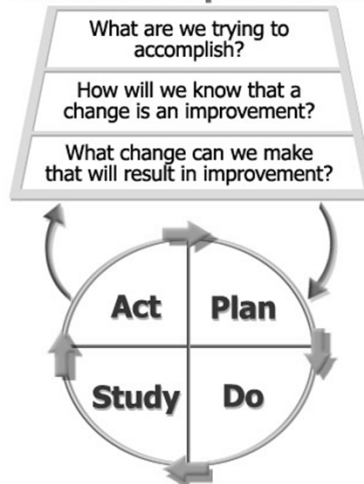 What are we trying to
accomplish?
How will we know that a
change is an improvement?
What change can we make
that will result in improvement?
Act
Plan
Study
Do